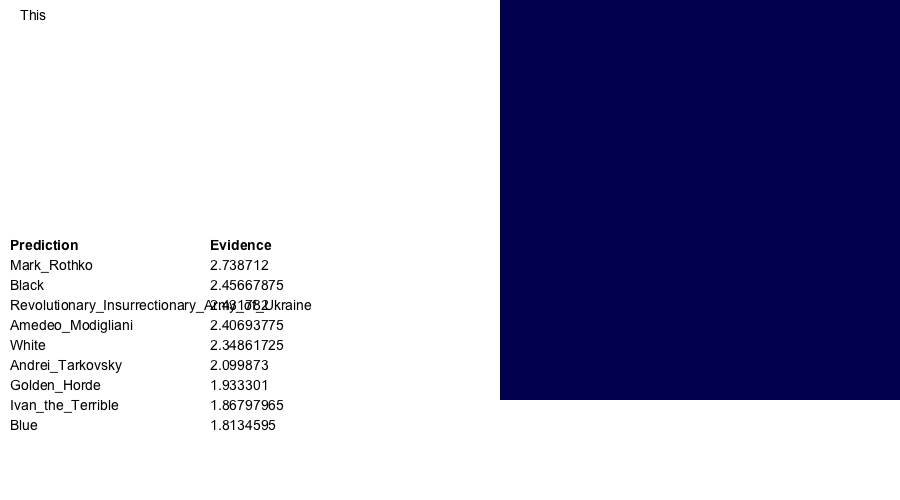 This
Prediction Evidence
Mark_Rothko 2.738712
Black 2.45667875
Revolutionary_Insurrectionary_Army_of_Ukraine
Amedeo_Modigliani 2.40693775
White 2.34861725
Andrei_Tarkovsky 2.099873
Golden_Horde 1.933301
Ivan_the_Terrible 1.86797965
Blue 1.8134595